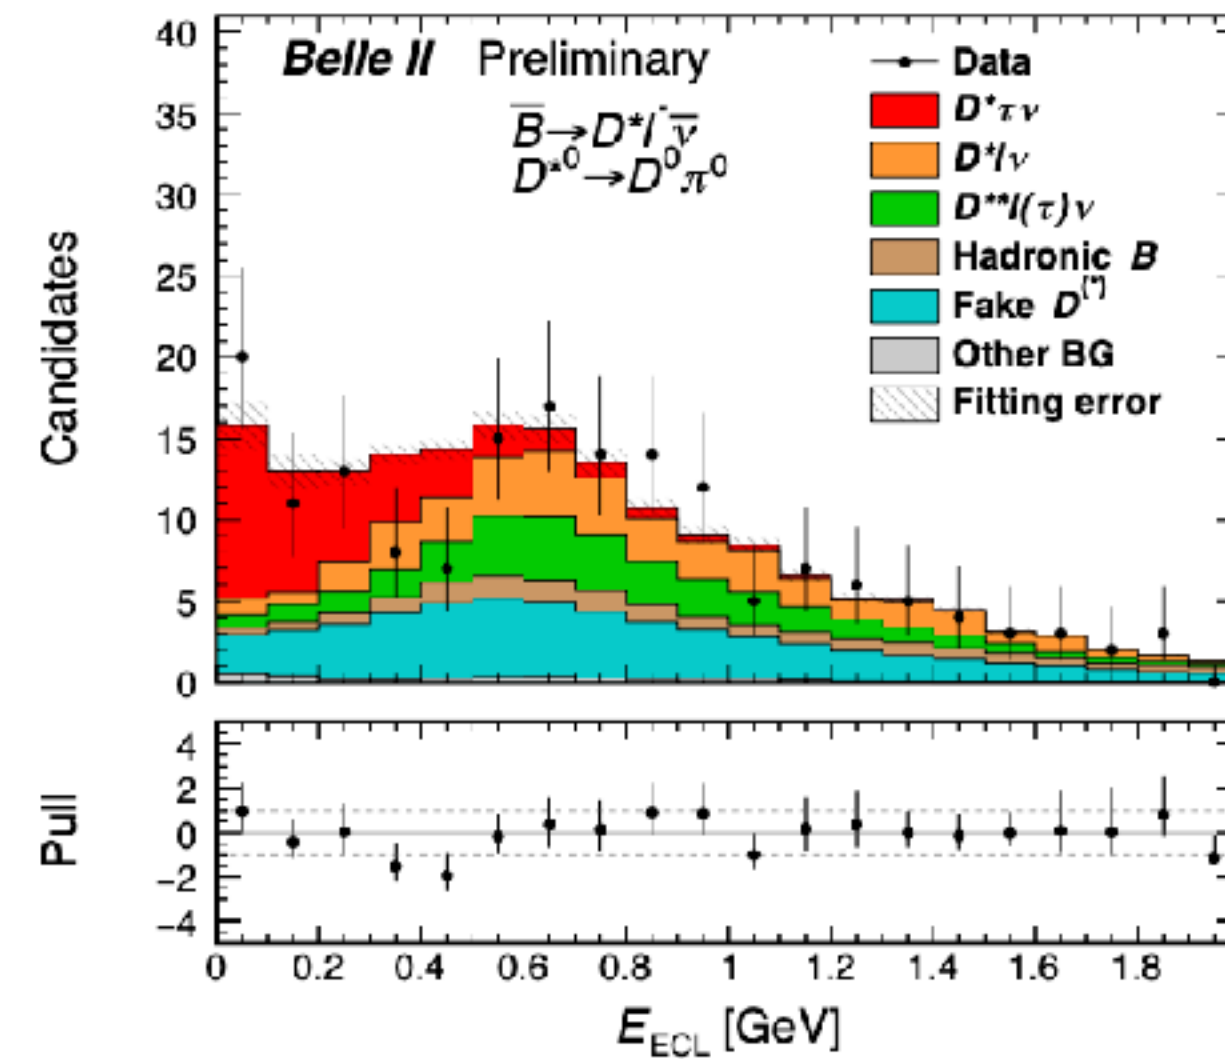 Belle II Preliminary
B̅→D*l⁻ν̅
D*⁰→D⁰π⁰
Data
D*τν
D*lν
D**l(τ)ν
Hadronic B
Fake D⁽*⁾
Other BG
Fitting error
Candidates
40
35
30
25
20
15
10
5
0
Pull
4
2
0
−2
−4
0 0.2 0.4 0.6 0.8 1 1.2 1.4 1.6 1.8
E_ECL [GeV]